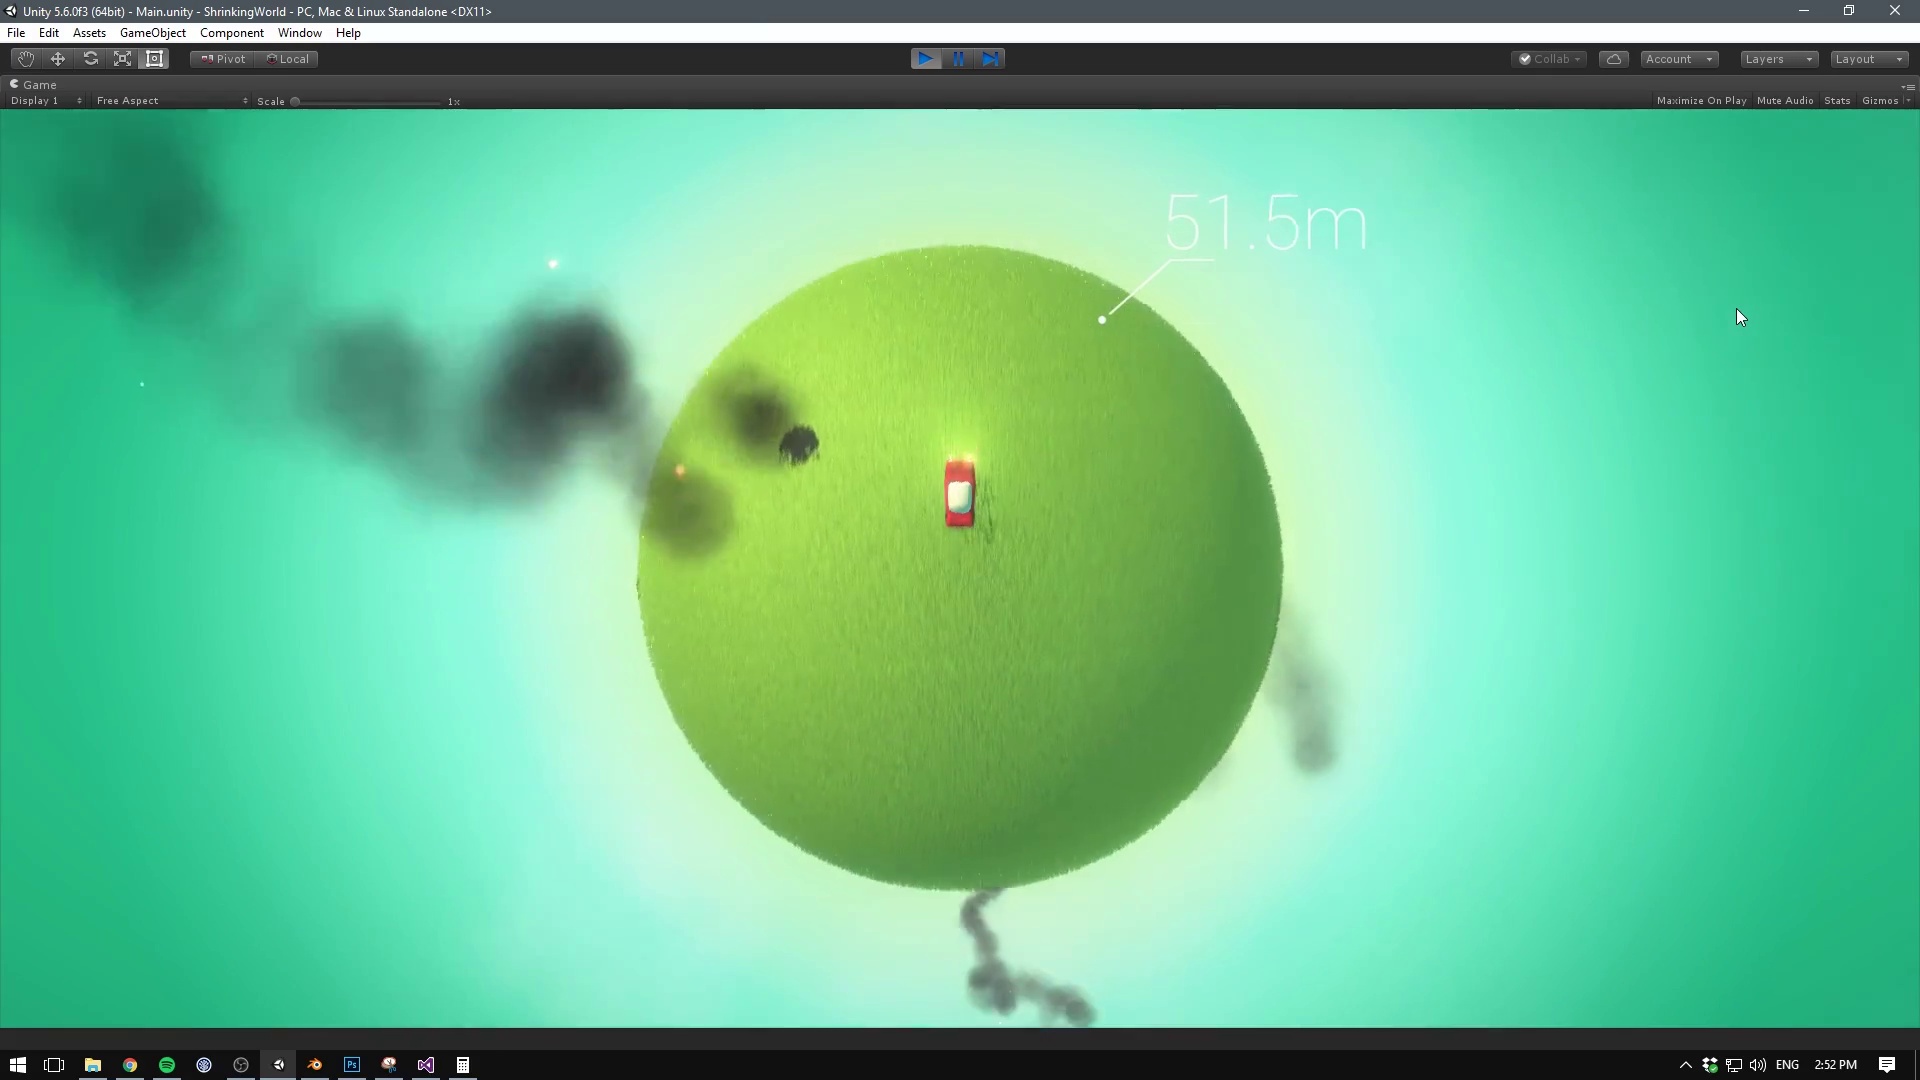 Unity 5.6.0f3 (64bit) - Main.unity - ShrinkingWorld - PC, Mac & Linux Standalone <DX11>
File Edit Assets GameObject Component Window Help
Pivot Local Collab Account Layers Layout
Game
Display 1 Free Aspect Scale 1x Maximize On Play Mute Audio Stats Gizmos
51.5m
Ps ENG 2:52 PM